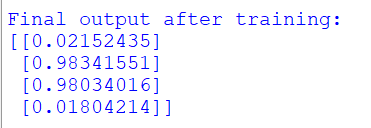 Final output after training:
[[0.02152435]
[0.98341551]
[0.98034016]
[0.01804214]]